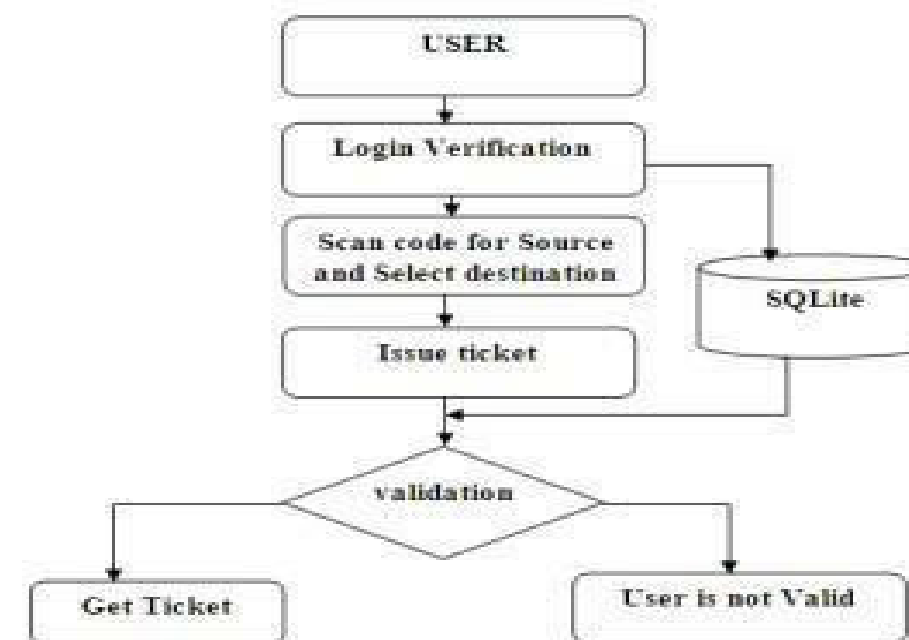 USER
Login Verification
Scan code for Source
and Select destination
SQLite
Issue ticket
validation
Get Ticket
User is not Valid